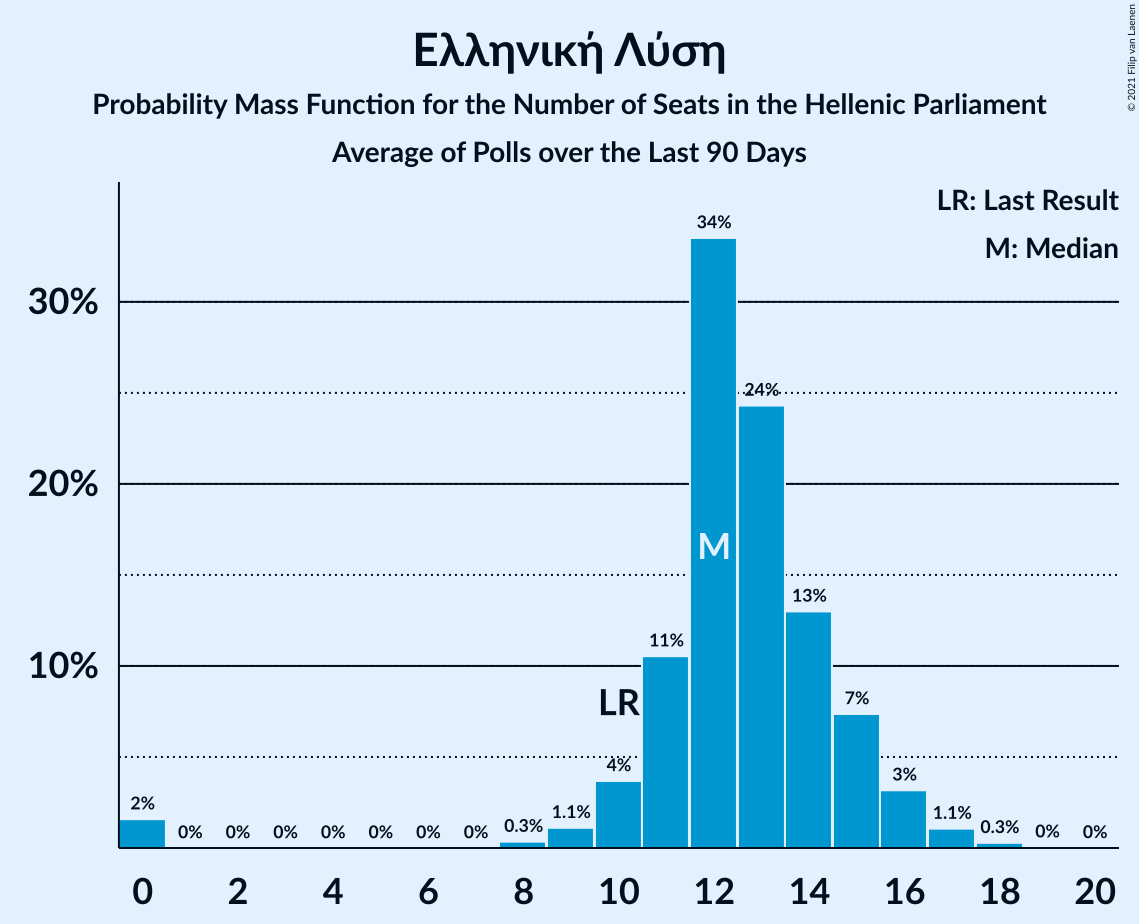 Ελληνική Λύση
Probability Mass Function for the Number of Seats in the Hellenic Parliament
Average of Polls over the Last 90 Days
© 2021 Filip van Laenen
LR: Last Result
M: Median
30%
20%
10%
2%
0%
0%
0%
0%
0%
0%
0%
0.3%
1.1%
4%
11%
34%
24%
13%
7%
3%
1.1%
0.3%
0%
0%
LR
M
0 2 4 6 8 10 12 14 16 18 20